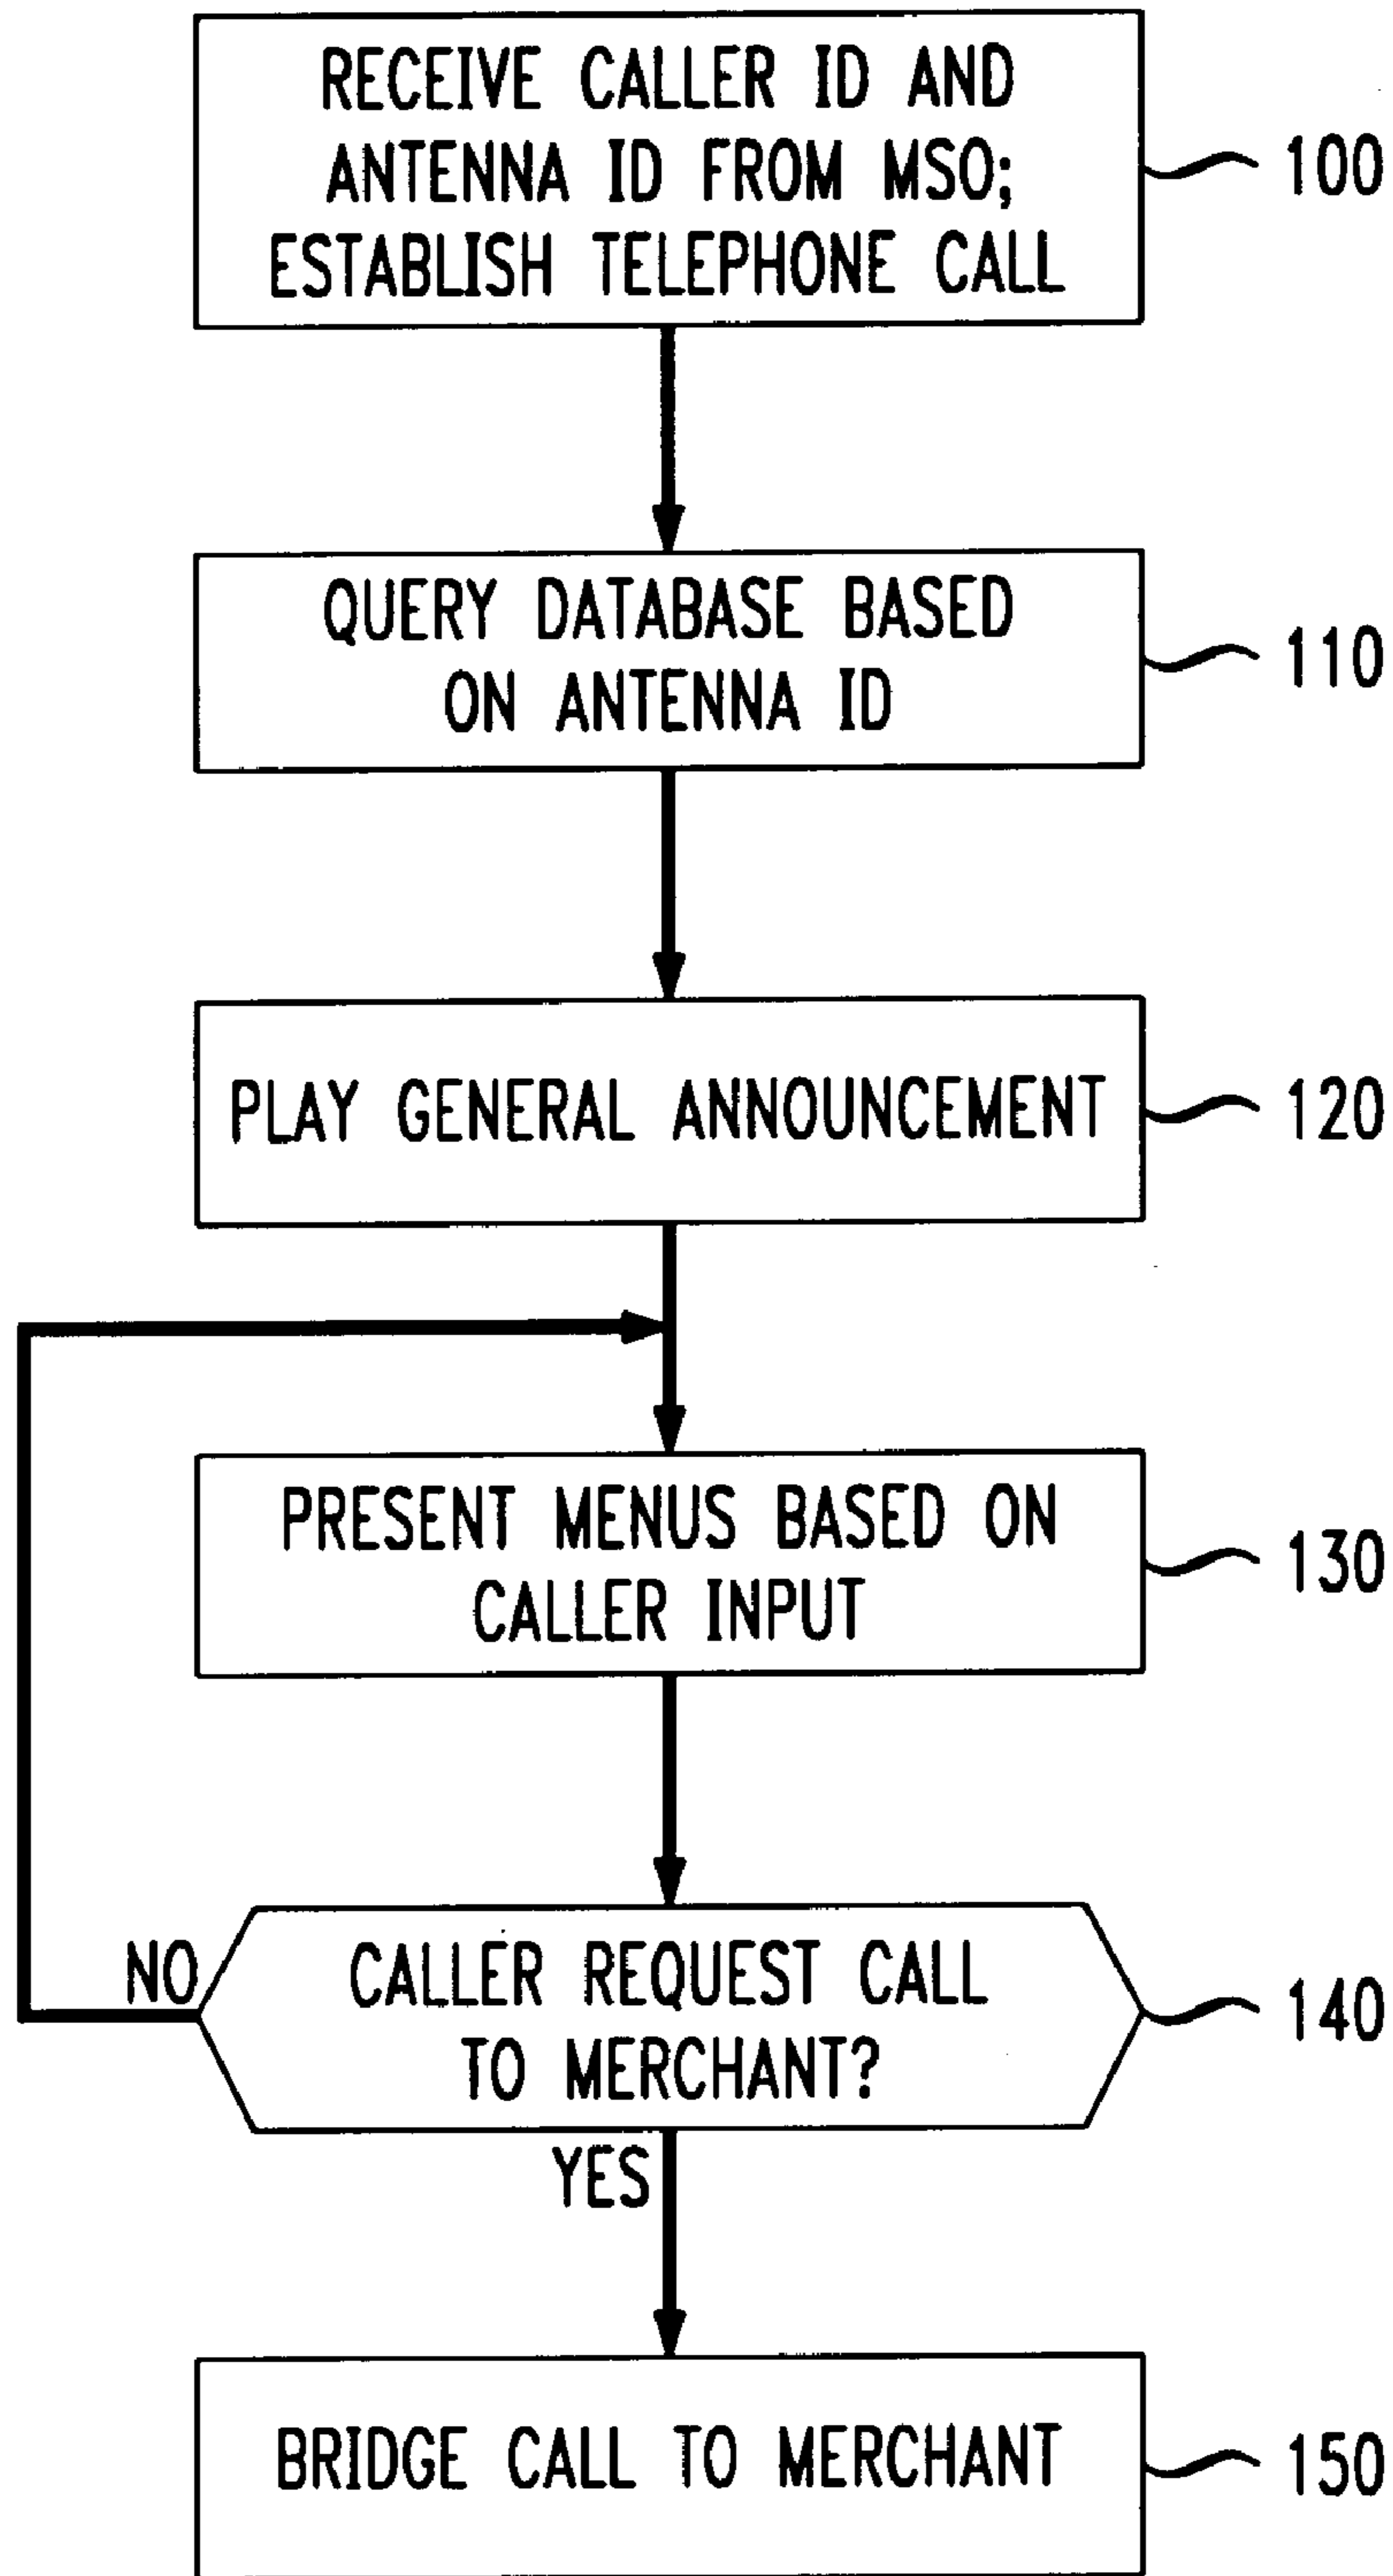 RECEIVE CALLER ID AND
ANTENNA ID FROM MSO;
ESTABLISH TELEPHONE CALL
100
QUERY DATABASE BASED
ON ANTENNA ID
110
PLAY GENERAL ANNOUNCEMENT
120
PRESENT MENUS BASED ON
CALLER INPUT
130
NO
CALLER REQUEST CALL
TO MERCHANT?
140
YES
BRIDGE CALL TO MERCHANT
150